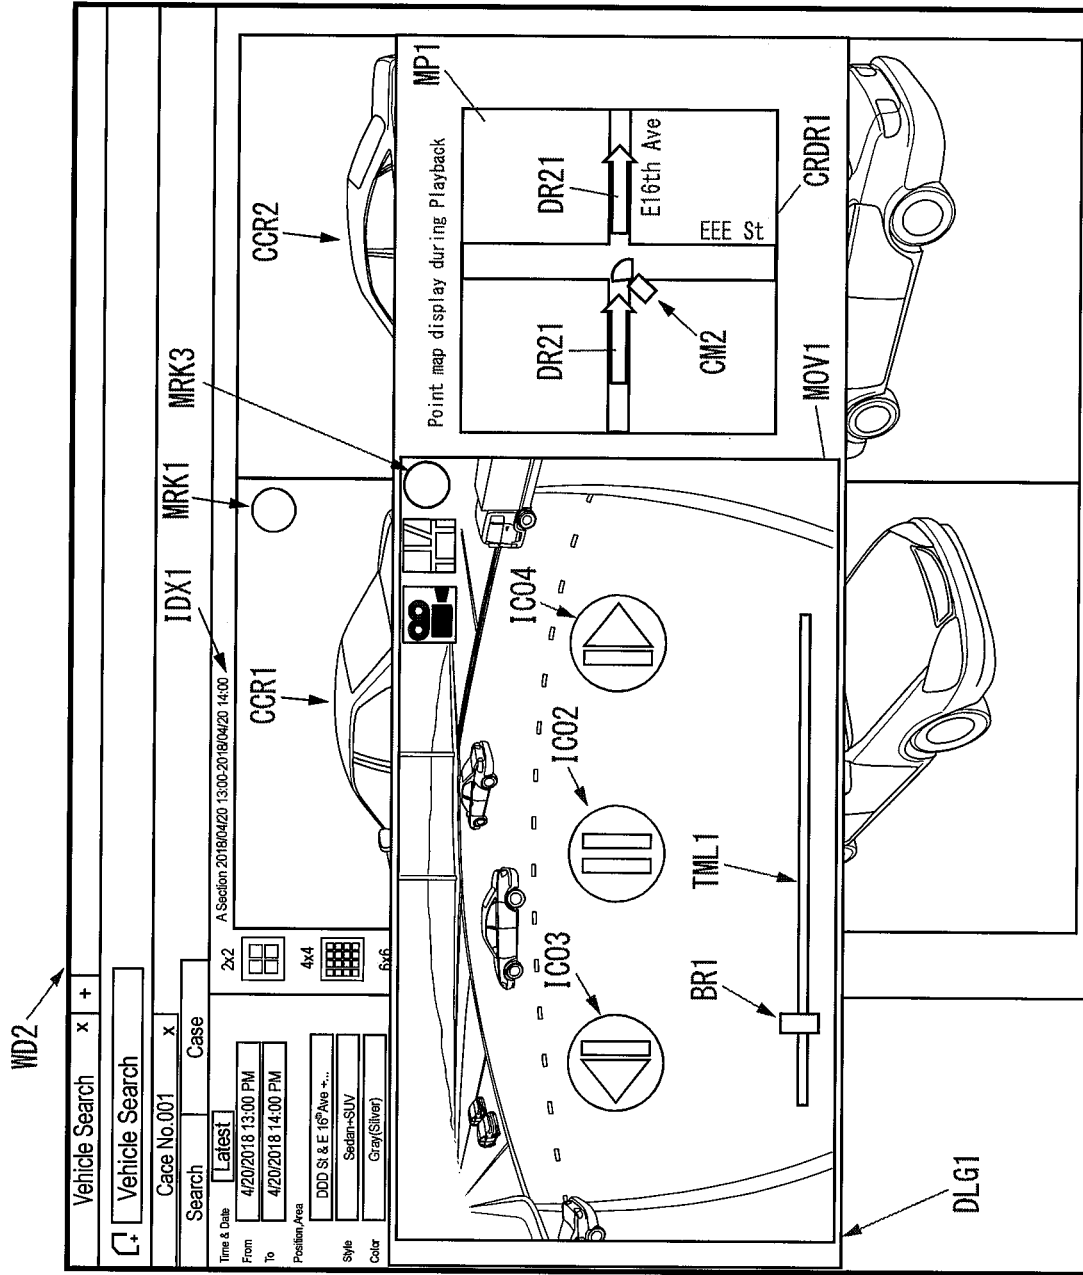 WD2
Vehicle Search x +
Vehicle Search
Cace No.001 x
Search Case
Time & Date Latest
From 4/20/2018 13:00 PM
To 4/20/2018 14:00 PM
Position,Area
DDD St & E 16th Ave +...
Style Sedan+SUV
Color Gray(Silver)
2x2
4x4
6x6
A Section 2018/04/20 13:00-2018/04/20 14:00
IDX1
MRK1
MRK3
CCR1
CCR2
Point map display during Playback
MP1
DR21
DR21
E16th Ave
EEE St
CM2
CRDR1
MOV1
ICO3
ICO2
ICO4
BR1
TML1
DLG1